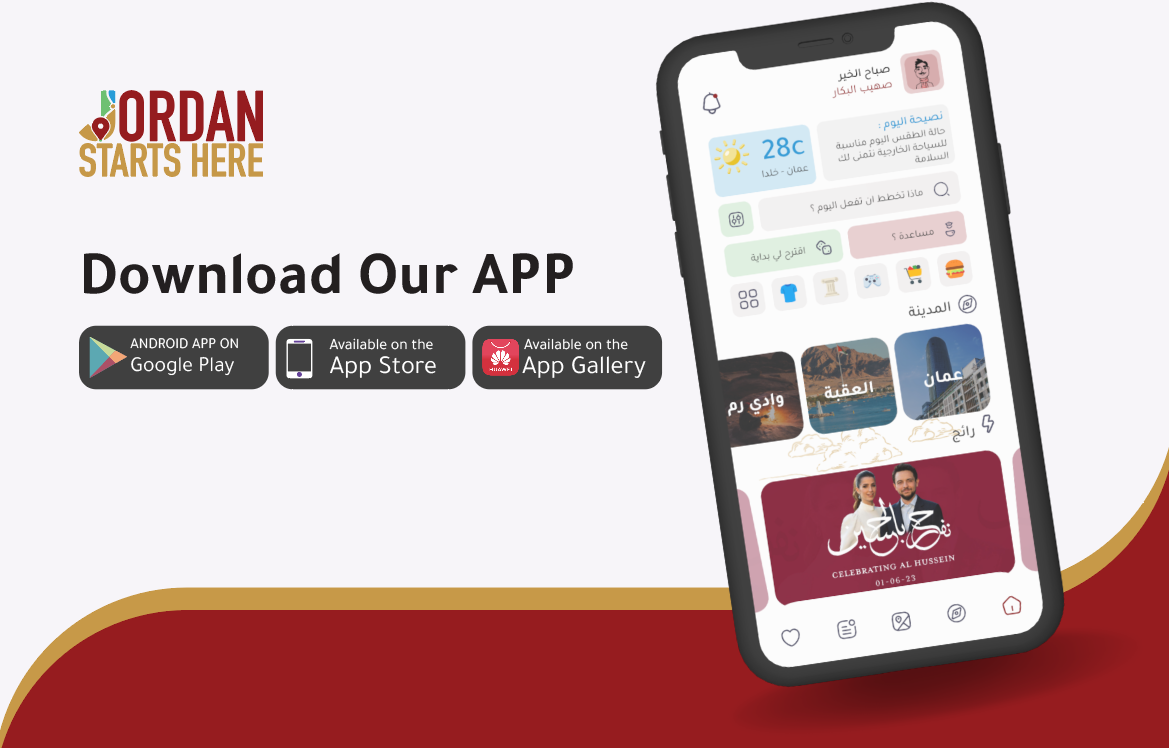 JORDAN
STARTS HERE
Download Our APP
ANDROID APP ON
Google Play
Available on the
App Store
HUAWEI
Available on the
App Gallery
صباح الخير
صهيب البكار
28c
عمان - خلدا
نصيحة اليوم :
حالة الطقس اليوم مناسبة
للسياحة الخارجية نتمنى لك
السلامة
ماذا تخطط ان تفعل اليوم ؟
مساعدة ؟
اقترح لي بداية
المدينة
عمان
العقبة
وادي رم
رائج
نفرح بالحسين
CELEBRATING AL HUSSEIN
01-06-23